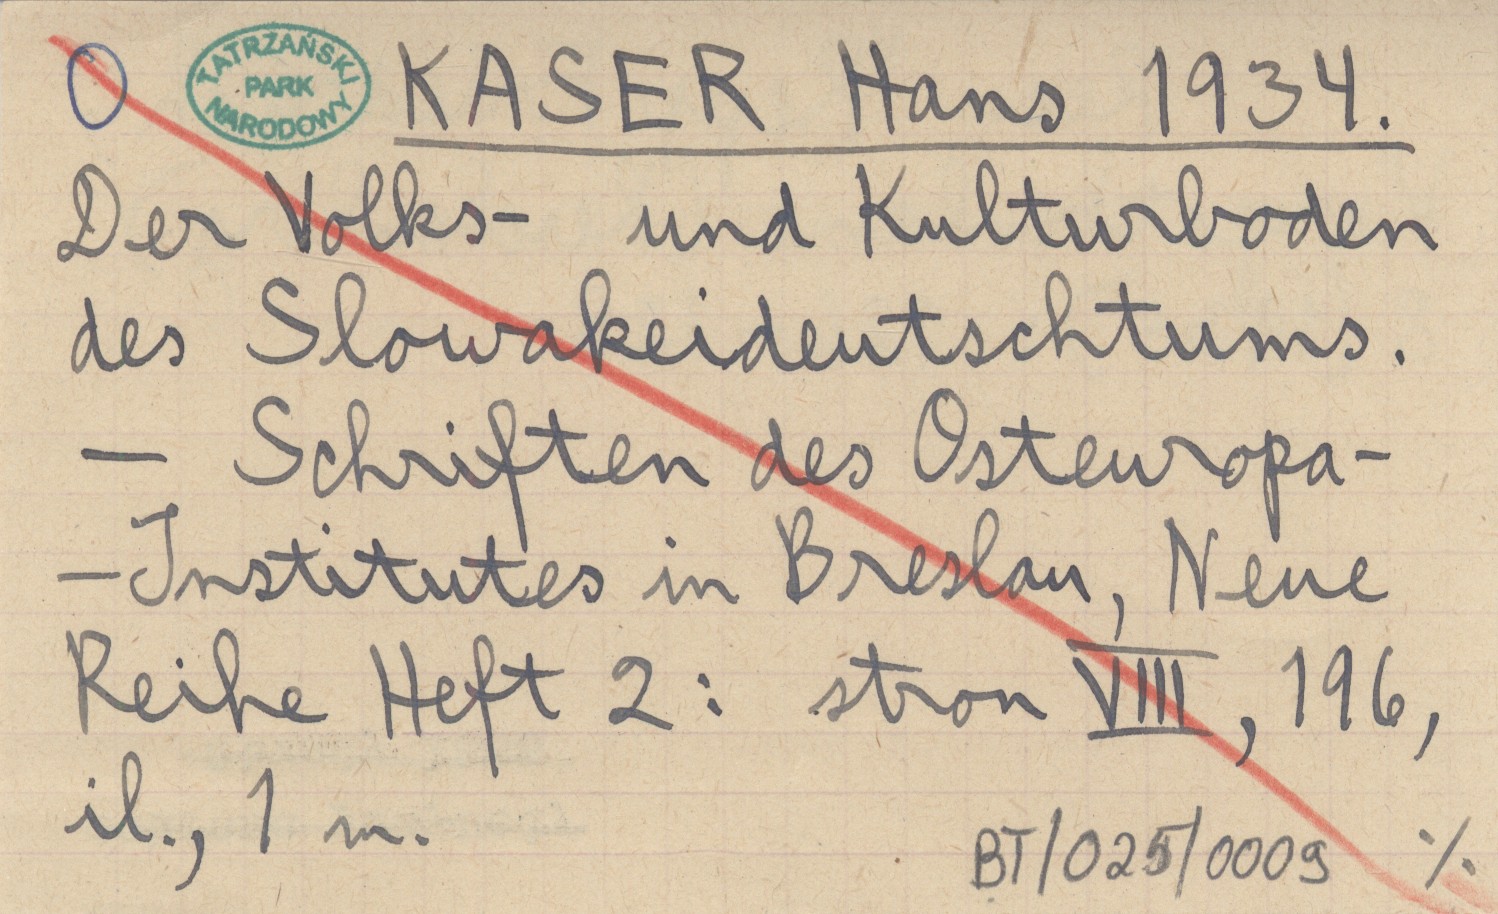 O TATRZAŃSKI PARK NARODOWY KASER Hans 1934.
Der Volks- und Kulturboden
des Slowakeideutschtums.
— Schriften des Osteuropa-
-Institutes in Breslau, Neue
Reihe Heft 2: stron VIII, 196,
il., 1 m.
BT/025/0009 ·/.